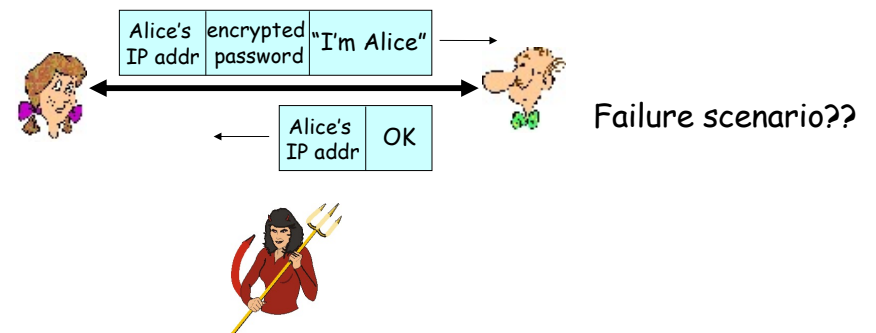 Alice's
IP addr
encrypted
password
“I’m Alice”
Alice's
IP addr
OK
Failure scenario??